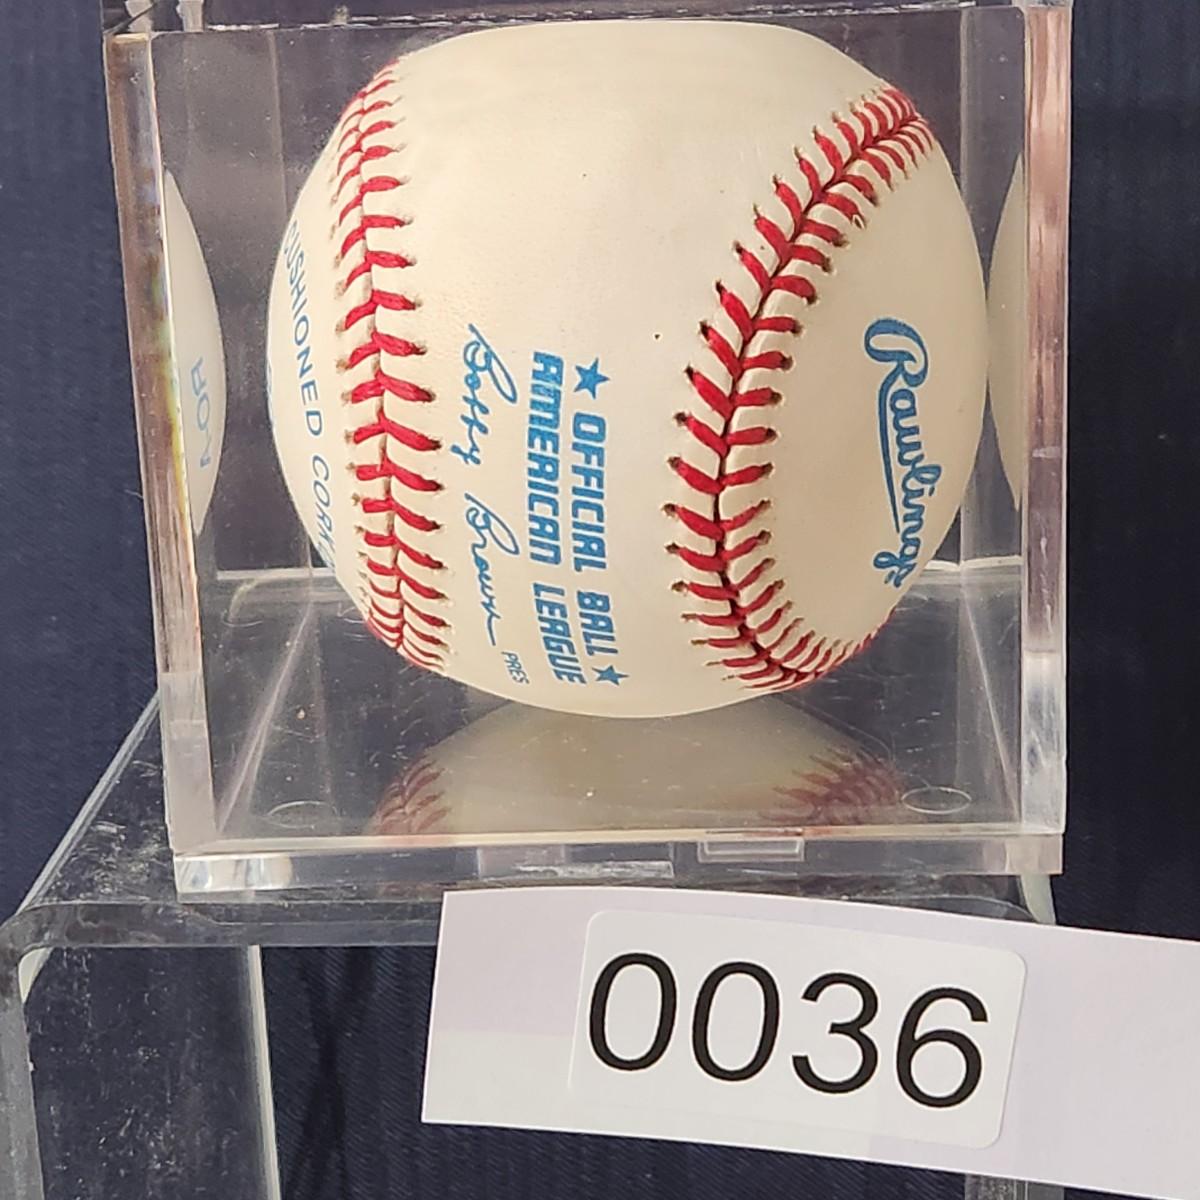 Rawlings®
★ OFFICIAL BALL ★
AMERICAN LEAGUE
Bobby Brown PRES
CUSHIONED CORK
0036